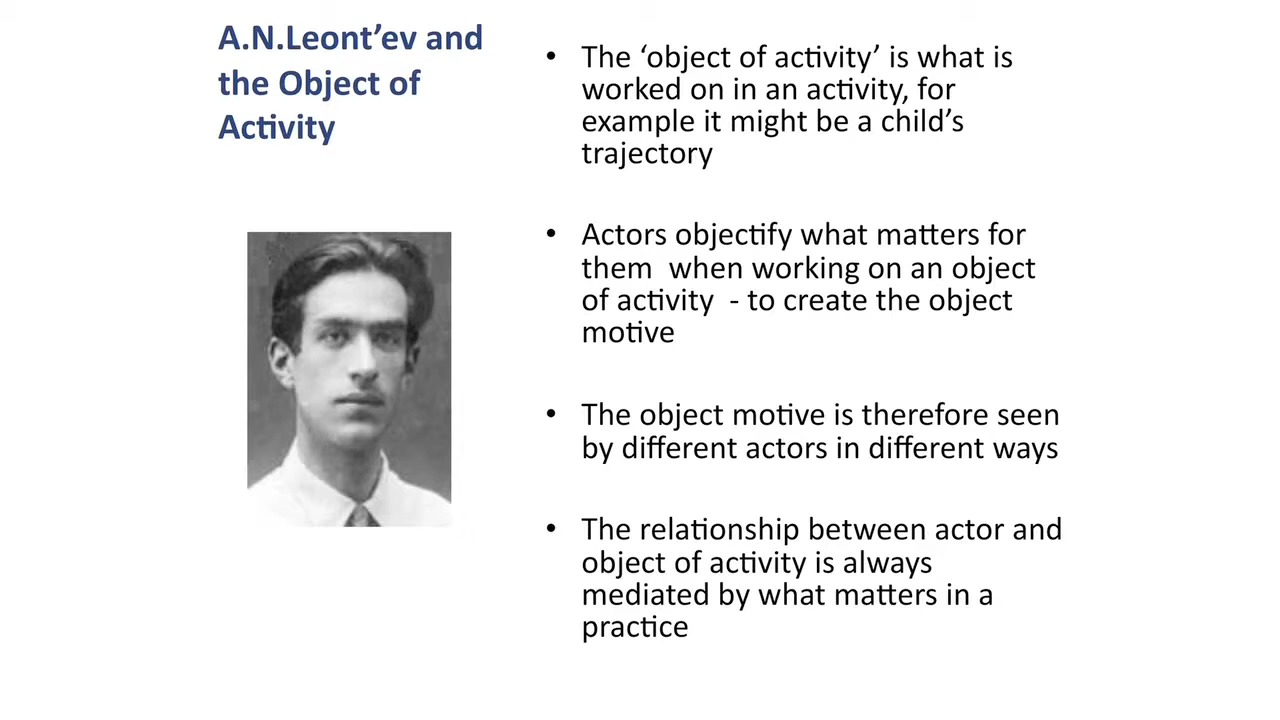 A.N.Leont’ev and
the Object of
Activity
• The ‘object of activity’ is what is
worked on in an activity, for
example it might be a child’s
trajectory
• Actors objectify what matters for
them  when working on an object
of activity  - to create the object
motive
• The object motive is therefore seen
by different actors in different ways
• The relationship between actor and
object of activity is always
mediated by what matters in a
practice